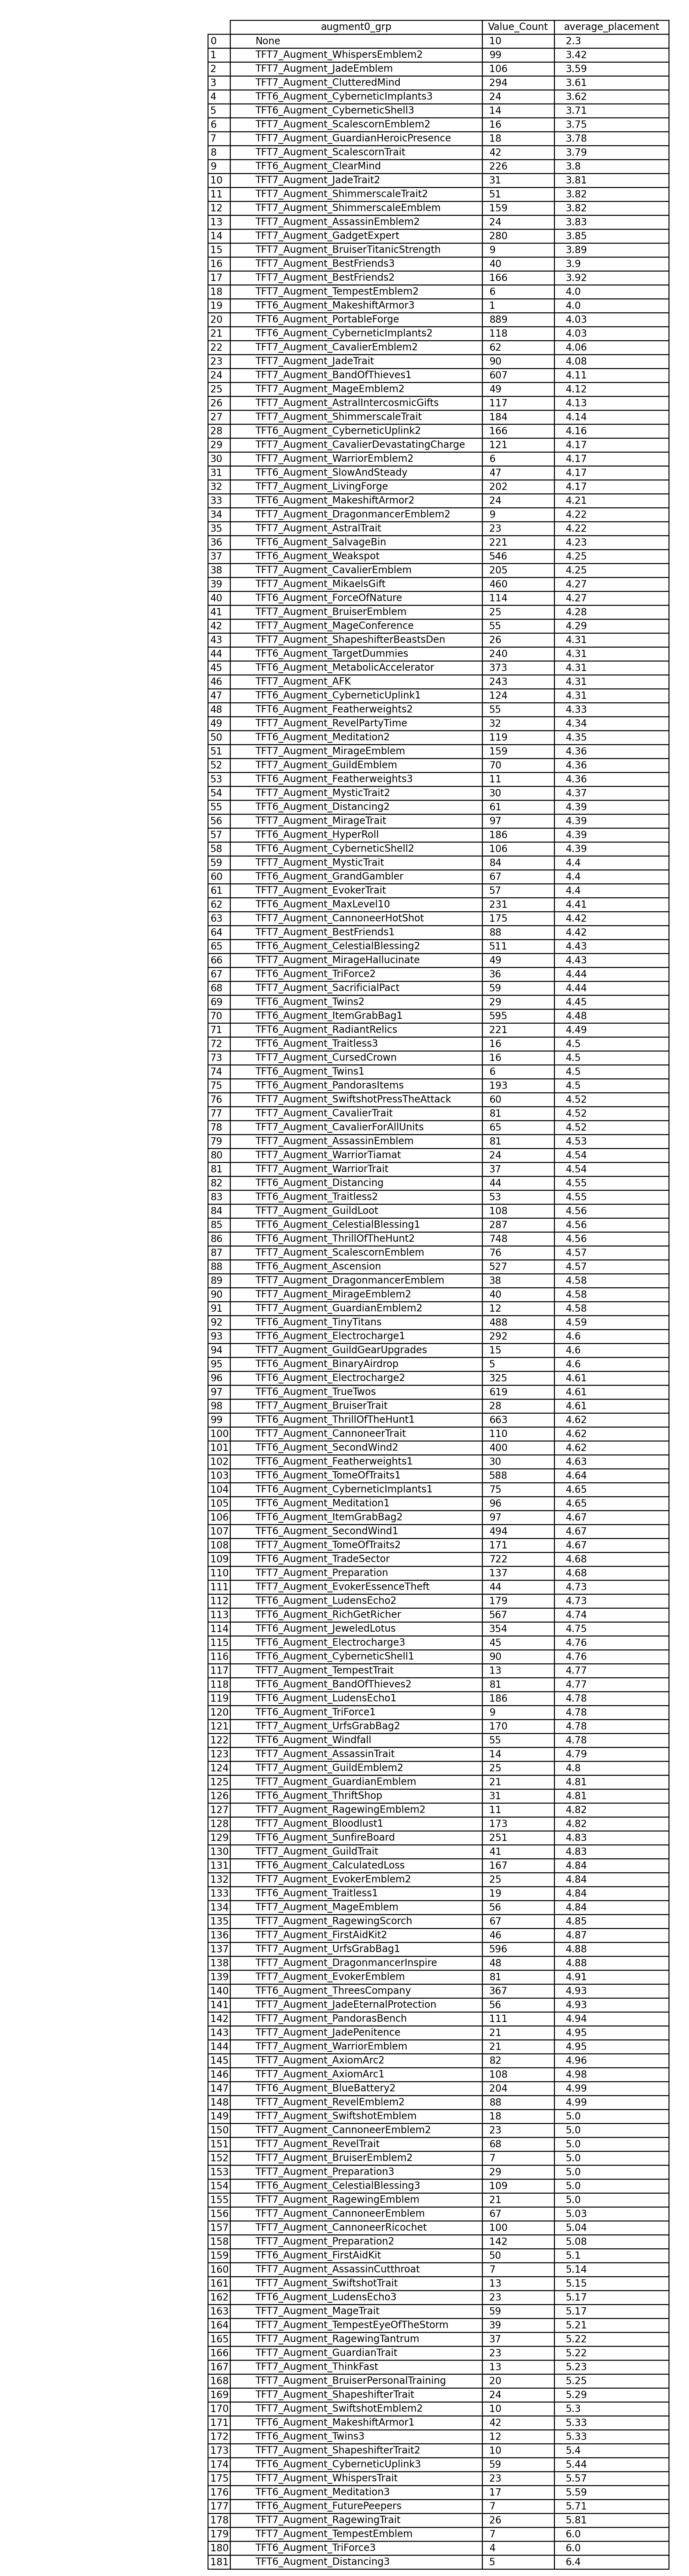 augment0_grp Value_Count average_placement
0 None 10 2.3
1 TFT7_Augment_WhispersEmblem2 99 3.42
2 TFT7_Augment_JadeEmblem 106 3.59
3 TFT7_Augment_ClutteredMind 294 3.61
4 TFT6_Augment_CyberneticImplants3 24 3.62
5 TFT6_Augment_CyberneticShell3 14 3.71
6 TFT7_Augment_ScalescornEmblem2 16 3.75
7 TFT7_Augment_GuardianHeroicPresence 18 3.78
8 TFT7_Augment_ScalescornTrait 42 3.79
9 TFT6_Augment_ClearMind 226 3.8
10 TFT7_Augment_JadeTrait2 31 3.81
11 TFT7_Augment_ShimmerscaleTrait2 51 3.82
12 TFT7_Augment_ShimmerscaleEmblem 159 3.82
13 TFT7_Augment_AssassinEmblem2 24 3.83
14 TFT7_Augment_GadgetExpert 280 3.85
15 TFT7_Augment_BruiserTitanicStrength 9 3.89
16 TFT7_Augment_BestFriends3 40 3.9
17 TFT7_Augment_BestFriends2 166 3.92
18 TFT7_Augment_TempestEmblem2 6 4.0
19 TFT6_Augment_MakeshiftArmor3 1 4.0
20 TFT6_Augment_PortableForge 889 4.03
21 TFT6_Augment_CyberneticImplants2 118 4.03
22 TFT7_Augment_CavalierEmblem2 62 4.06
23 TFT7_Augment_JadeTrait 90 4.08
24 TFT6_Augment_BandOfThieves1 607 4.11
25 TFT7_Augment_MageEmblem2 49 4.12
26 TFT7_Augment_AstralIntercosmicGifts 117 4.13
27 TFT7_Augment_ShimmerscaleTrait 184 4.14
28 TFT6_Augment_CyberneticUplink2 166 4.16
29 TFT7_Augment_CavalierDevastatingCharge 121 4.17
30 TFT7_Augment_WarriorEmblem2 6 4.17
31 TFT6_Augment_SlowAndSteady 47 4.17
32 TFT7_Augment_LivingForge 202 4.17
33 TFT6_Augment_MakeshiftArmor2 24 4.21
34 TFT7_Augment_DragonmancerEmblem2 9 4.22
35 TFT7_Augment_AstralTrait 23 4.22
36 TFT6_Augment_SalvageBin 221 4.23
37 TFT6_Augment_Weakspot 546 4.25
38 TFT7_Augment_CavalierEmblem 205 4.25
39 TFT7_Augment_MikaelsGift 460 4.27
40 TFT6_Augment_ForceOfNature 114 4.27
41 TFT7_Augment_BruiserEmblem 25 4.28
42 TFT7_Augment_MageConference 55 4.29
43 TFT7_Augment_ShapeshifterBeastsDen 26 4.31
44 TFT6_Augment_TargetDummies 240 4.31
45 TFT6_Augment_MetabolicAccelerator 373 4.31
46 TFT7_Augment_AFK 243 4.31
47 TFT6_Augment_CyberneticUplink1 124 4.31
48 TFT6_Augment_Featherweights2 55 4.33
49 TFT7_Augment_RevelPartyTime 32 4.34
50 TFT6_Augment_Meditation2 119 4.35
51 TFT7_Augment_MirageEmblem 159 4.36
52 TFT7_Augment_GuildEmblem 70 4.36
53 TFT6_Augment_Featherweights3 11 4.36
54 TFT7_Augment_MysticTrait2 30 4.37
55 TFT6_Augment_Distancing2 61 4.39
56 TFT7_Augment_MirageTrait 97 4.39
57 TFT6_Augment_HyperRoll 186 4.39
58 TFT6_Augment_CyberneticShell2 106 4.39
59 TFT7_Augment_MysticTrait 84 4.4
60 TFT6_Augment_GrandGambler 67 4.4
61 TFT7_Augment_EvokerTrait 57 4.4
62 TFT6_Augment_MaxLevel10 231 4.41
63 TFT7_Augment_CannoneerHotShot 175 4.42
64 TFT7_Augment_BestFriends1 88 4.42
65 TFT6_Augment_CelestialBlessing2 511 4.43
66 TFT7_Augment_MirageHallucinate 49 4.43
67 TFT6_Augment_TriForce2 36 4.44
68 TFT7_Augment_SacrificialPact 59 4.44
69 TFT6_Augment_Twins2 29 4.45
70 TFT6_Augment_ItemGrabBag1 595 4.48
71 TFT6_Augment_RadiantRelics 221 4.49
72 TFT6_Augment_Traitless3 16 4.5
73 TFT7_Augment_CursedCrown 16 4.5
74 TFT6_Augment_Twins1 6 4.5
75 TFT6_Augment_PandorasItems 193 4.5
76 TFT7_Augment_SwiftshotPressTheAttack 60 4.52
77 TFT7_Augment_CavalierTrait 81 4.52
78 TFT7_Augment_CavalierForAllUnits 65 4.52
79 TFT7_Augment_AssassinEmblem 81 4.53
80 TFT7_Augment_WarriorTiamat 24 4.54
81 TFT7_Augment_WarriorTrait 37 4.54
82 TFT6_Augment_Distancing 44 4.55
83 TFT6_Augment_Traitless2 53 4.55
84 TFT7_Augment_GuildLoot 108 4.56
85 TFT6_Augment_CelestialBlessing1 287 4.56
86 TFT6_Augment_ThrillOfTheHunt2 748 4.56
87 TFT7_Augment_ScalescornEmblem 76 4.57
88 TFT6_Augment_Ascension 527 4.57
89 TFT7_Augment_DragonmancerEmblem 38 4.58
90 TFT7_Augment_MirageEmblem2 40 4.58
91 TFT7_Augment_GuardianEmblem2 12 4.58
92 TFT6_Augment_TinyTitans 488 4.59
93 TFT6_Augment_Electrocharge1 292 4.6
94 TFT7_Augment_GuildGearUpgrades 15 4.6
95 TFT6_Augment_BinaryAirdrop 5 4.6
96 TFT6_Augment_Electrocharge2 325 4.61
97 TFT6_Augment_TrueTwos 619 4.61
98 TFT7_Augment_BruiserTrait 28 4.61
99 TFT6_Augment_ThrillOfTheHunt1 663 4.62
100 TFT7_Augment_CannoneerTrait 110 4.62
101 TFT6_Augment_SecondWind2 400 4.62
102 TFT6_Augment_Featherweights1 30 4.63
103 TFT6_Augment_TomeOfTraits1 588 4.64
104 TFT6_Augment_CyberneticImplants1 75 4.65
105 TFT6_Augment_Meditation1 96 4.65
106 TFT6_Augment_ItemGrabBag2 97 4.67
107 TFT6_Augment_SecondWind1 494 4.67
108 TFT7_Augment_TomeOfTraits2 171 4.67
109 TFT6_Augment_TradeSector 722 4.68
110 TFT7_Augment_Preparation 137 4.68
111 TFT7_Augment_EvokerEssenceTheft 44 4.73
112 TFT6_Augment_LudensEcho2 179 4.73
113 TFT6_Augment_RichGetRicher 567 4.74
114 TFT6_Augment_JeweledLotus 354 4.75
115 TFT6_Augment_Electrocharge3 45 4.76
116 TFT6_Augment_CyberneticShell1 90 4.76
117 TFT7_Augment_TempestTrait 13 4.77
118 TFT6_Augment_BandOfThieves2 81 4.77
119 TFT6_Augment_LudensEcho1 186 4.78
120 TFT6_Augment_TriForce1 9 4.78
121 TFT7_Augment_UrfsGrabBag2 170 4.78
122 TFT6_Augment_Windfall 55 4.78
123 TFT7_Augment_AssassinTrait 14 4.79
124 TFT7_Augment_GuildEmblem2 25 4.8
125 TFT7_Augment_GuardianEmblem 21 4.81
126 TFT6_Augment_ThriftShop 31 4.81
127 TFT7_Augment_RagewingEmblem2 11 4.82
128 TFT7_Augment_Bloodlust1 173 4.82
129 TFT6_Augment_SunfireBoard 251 4.83
130 TFT7_Augment_GuildTrait 41 4.83
131 TFT6_Augment_CalculatedLoss 167 4.84
132 TFT7_Augment_EvokerEmblem2 25 4.84
133 TFT6_Augment_Traitless1 19 4.84
134 TFT7_Augment_MageEmblem 56 4.84
135 TFT7_Augment_RagewingScorch 67 4.85
136 TFT7_Augment_FirstAidKit2 46 4.87
137 TFT7_Augment_UrfsGrabBag1 596 4.88
138 TFT7_Augment_DragonmancerInspire 48 4.88
139 TFT7_Augment_EvokerEmblem 81 4.91
140 TFT6_Augment_ThreesCompany 367 4.93
141 TFT7_Augment_JadeEternalProtection 56 4.93
142 TFT7_Augment_PandorasBench 111 4.94
143 TFT7_Augment_JadePenitence 21 4.95
144 TFT7_Augment_WarriorEmblem 21 4.95
145 TFT7_Augment_AxiomArc2 82 4.96
146 TFT7_Augment_AxiomArc1 108 4.98
147 TFT6_Augment_BlueBattery2 204 4.99
148 TFT7_Augment_RevelEmblem2 88 4.99
149 TFT7_Augment_SwiftshotEmblem 18 5.0
150 TFT7_Augment_CannoneerEmblem2 23 5.0
151 TFT7_Augment_RevelTrait 68 5.0
152 TFT7_Augment_BruiserEmblem2 7 5.0
153 TFT7_Augment_Preparation3 29 5.0
154 TFT6_Augment_CelestialBlessing3 109 5.0
155 TFT7_Augment_RagewingEmblem 21 5.0
156 TFT7_Augment_CannoneerEmblem 67 5.03
157 TFT7_Augment_CannoneerRicochet 100 5.04
158 TFT7_Augment_Preparation2 142 5.08
159 TFT6_Augment_FirstAidKit 50 5.1
160 TFT7_Augment_AssassinCutthroat 7 5.14
161 TFT7_Augment_SwiftshotTrait 13 5.15
162 TFT6_Augment_LudensEcho3 23 5.17
163 TFT7_Augment_MageTrait 59 5.17
164 TFT7_Augment_TempestEyeOfTheStorm 39 5.21
165 TFT7_Augment_RagewingTantrum 37 5.22
166 TFT7_Augment_GuardianTrait 23 5.22
167 TFT7_Augment_ThinkFast 13 5.23
168 TFT7_Augment_BruiserPersonalTraining 20 5.25
169 TFT7_Augment_ShapeshifterTrait 24 5.29
170 TFT7_Augment_SwiftshotEmblem2 10 5.3
171 TFT6_Augment_MakeshiftArmor1 42 5.33
172 TFT6_Augment_Twins3 12 5.33
173 TFT7_Augment_ShapeshifterTrait2 10 5.4
174 TFT6_Augment_CyberneticUplink3 59 5.44
175 TFT7_Augment_WhispersTrait 23 5.57
176 TFT6_Augment_Meditation3 17 5.59
177 TFT6_Augment_FuturePeepers 7 5.71
178 TFT7_Augment_RagewingTrait 26 5.81
179 TFT7_Augment_TempestEmblem 7 6.0
180 TFT6_Augment_TriForce3 4 6.0
181 TFT6_Augment_Distancing3 5 6.4